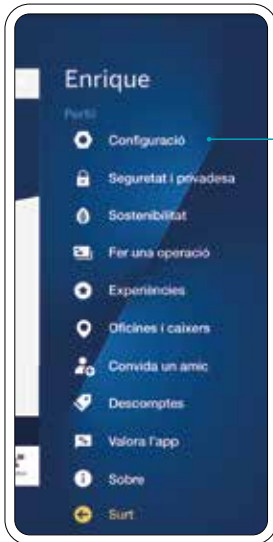 Enrique
Perfil
Configuració
Seguretat i privadesa
Sostenibilitat
Fer una operació
Experiències
Oficines i caixers
Convida un amic
Descomptes
Valora l'app
Sobre
Surt